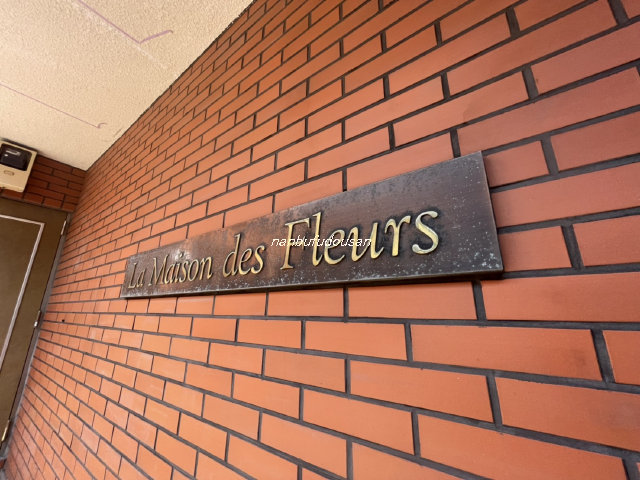 La Maison des Fleurs
nanbufudousan